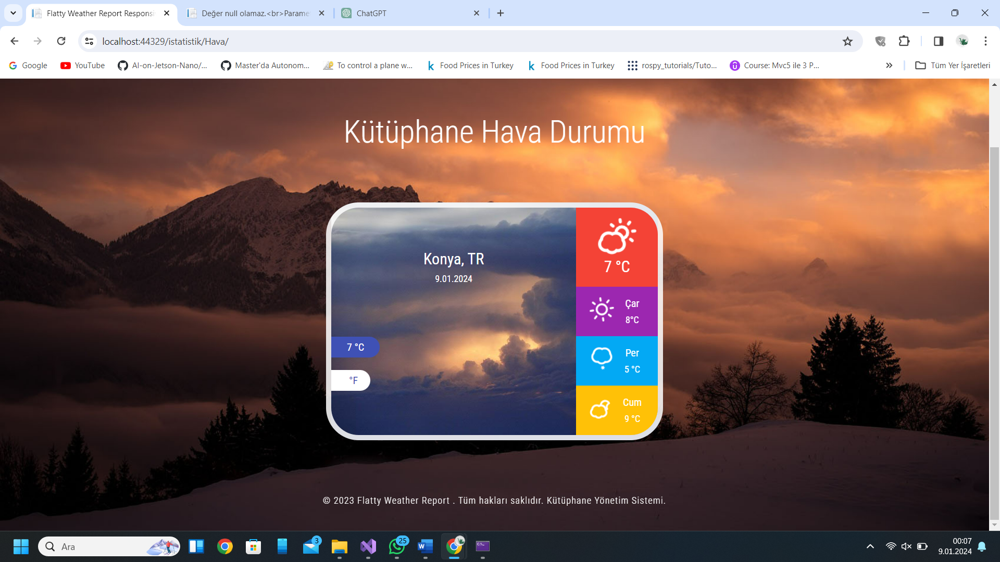 Flatty Weather Report Responsi
Değer null olamaz.<br>Parame
ChatGPT
localhost:44329/istatistik/Hava/
Google
YouTube
AI-on-Jetson-Nano/...
Master'da Autonom...
To control a plane w...
Food Prices in Turkey
Food Prices in Turkey
rospy_tutorials/Tuto...
Course: Mvc5 ile 3 P...
Tüm Yer İşaretleri
Kütüphane Hava Durumu
Konya, TR
9.01.2024
7 °C
°F
7 °C
Çar
8°C
Per
5 °C
Cum
9 °C
© 2023 Flatty Weather Report . Tüm hakları saklıdır. Kütüphane Yönetim Sistemi.
Ara
3
25
00:07
9.01.2024